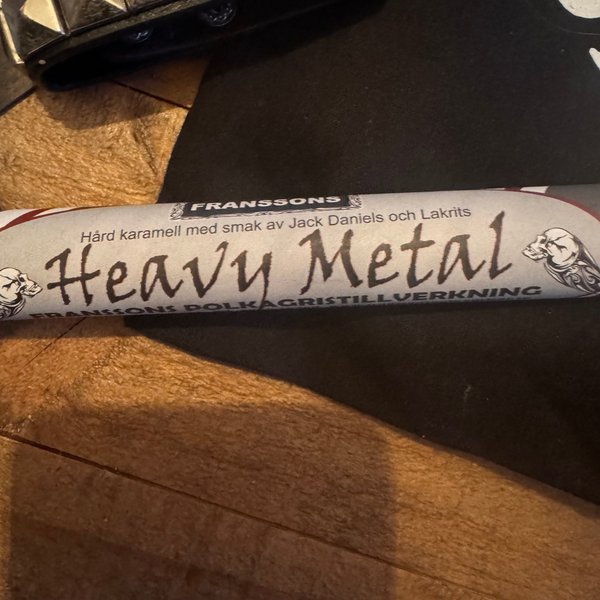 FRANSSONS
Hård karamell med smak av Jack Daniels och Lakrits
Heavy Metal
FRANSSONS POLKAGRISTILLVERKNING